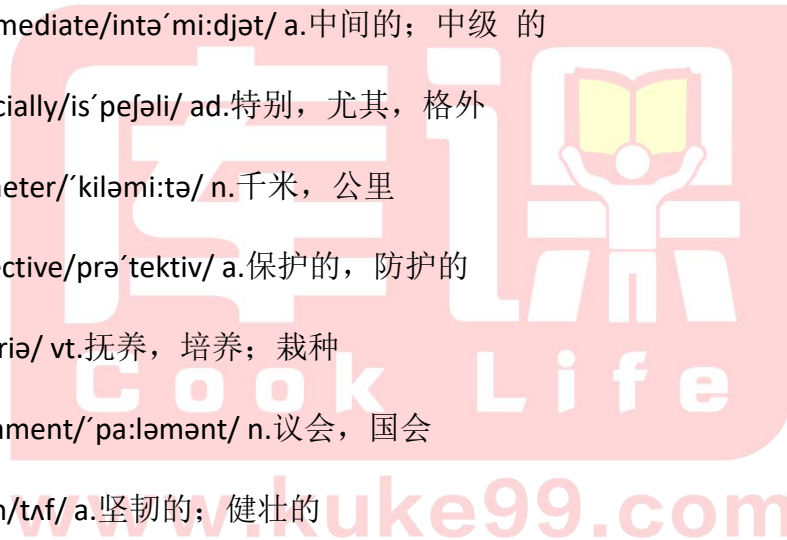 mediate/intə´mi:djət/ a.中间的；中级 的
cially/is´peʃəli/ ad.特别，尤其，格外
neter/´kiləmi:tə/ n.千米，公里
ective/prə´tektiv/ a.保护的，防护的
riə/ vt.抚养，培养；栽种
ament/´pa:ləmənt/ n.议会，国会
h/tʌf/ a.坚韧的；健壮的
库课
Cook Life
www.kuke99.com